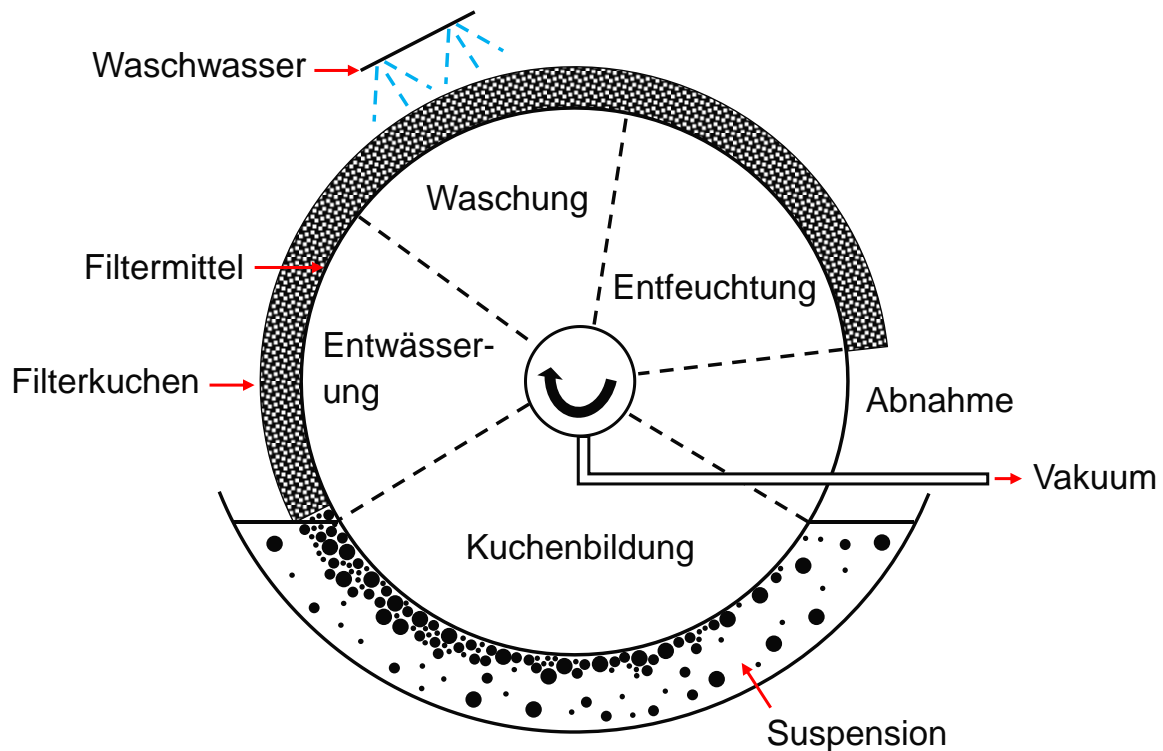 Waschwasser
Waschung
Filtermittel
Entfeuchtung
Entwässer-
ung
Filterkuchen
Abnahme
Vakuum
Kuchenbildung
Suspension